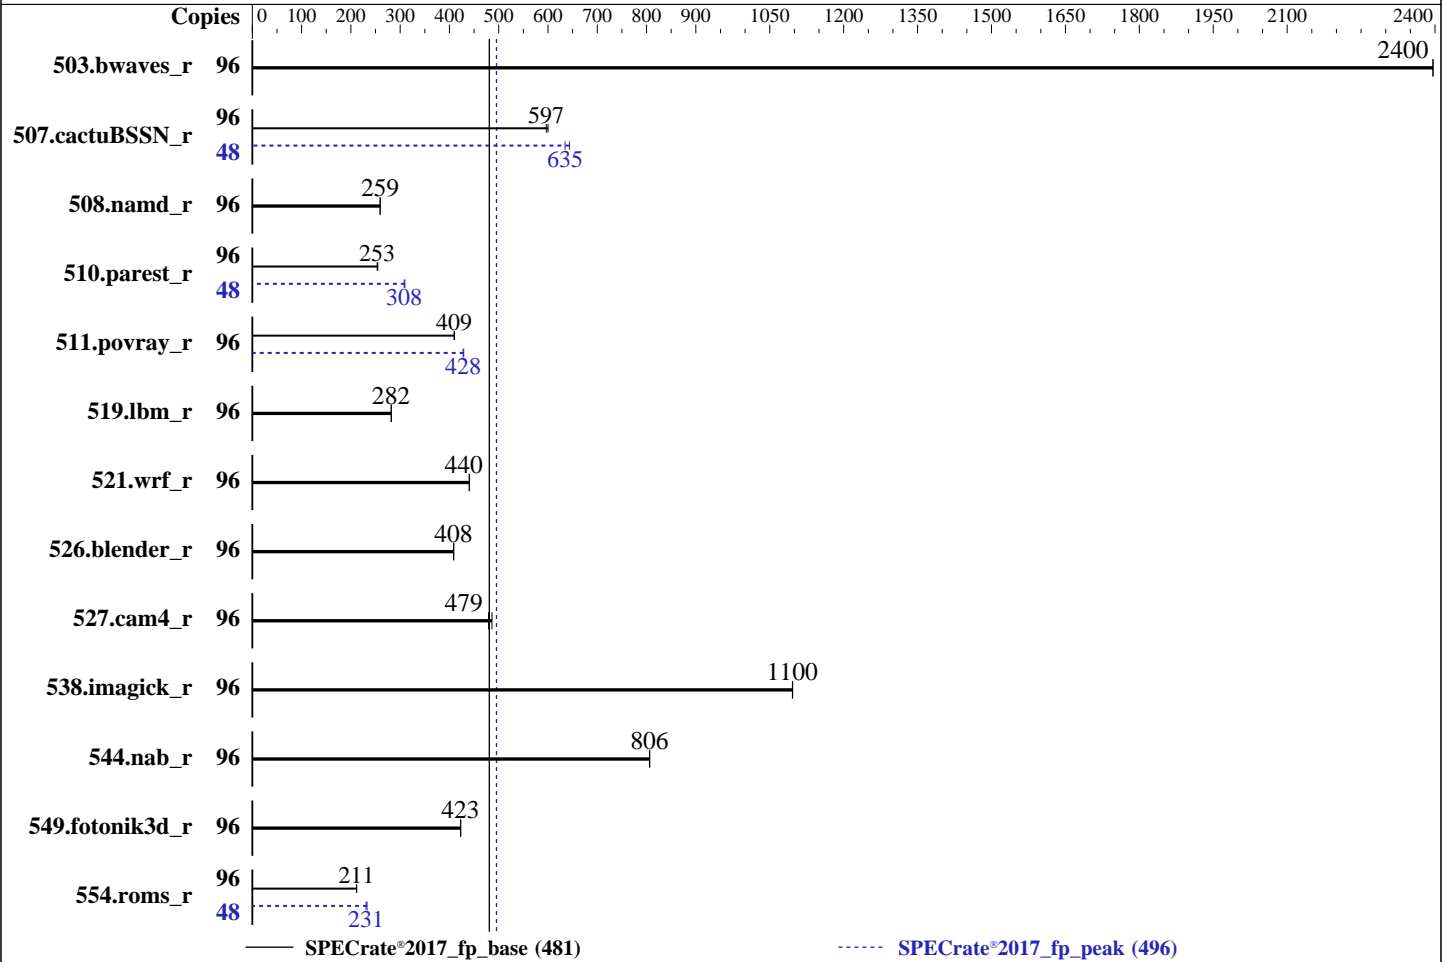 Copies 0 100 200 300 400 500 600 700 800 900 1050 1200 1350 1500 1650 1800 1950 2100 2400
503.bwaves_r 96 2400
507.cactuBSSN_r 96 597
48 635
508.namd_r 96 259
510.parest_r 96 253
48 308
511.povray_r 96 409
428
519.lbm_r 96 282
521.wrf_r 96 440
526.blender_r 96 408
527.cam4_r 96 479
538.imagick_r 96 1100
544.nab_r 96 806
549.fotonik3d_r 96 423
554.roms_r 96 211
48 231
SPECrate®2017_fp_base (481) SPECrate®2017_fp_peak (496)